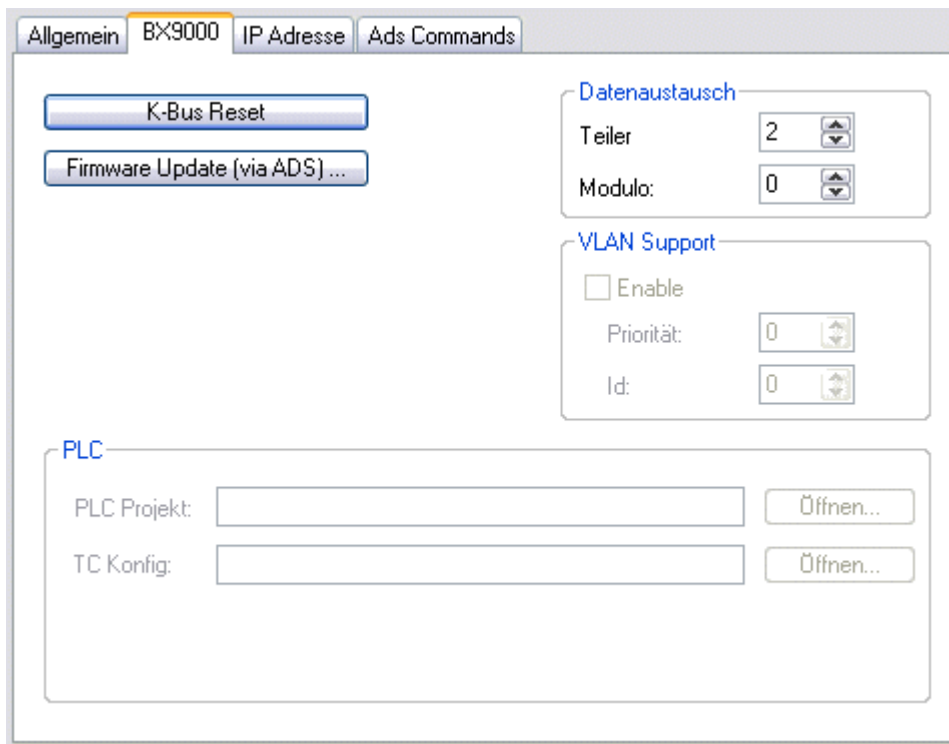 Allgemein BX9000 IP Adresse Ads Commands
K-Bus Reset
Firmware Update (via ADS) ...
Datenaustausch
Teiler 2
Modulo: 0
VLAN Support
Enable
Priorität: 0
Id: 0
PLC
PLC Projekt: Öffnen...
TC Konfig: Öffnen...